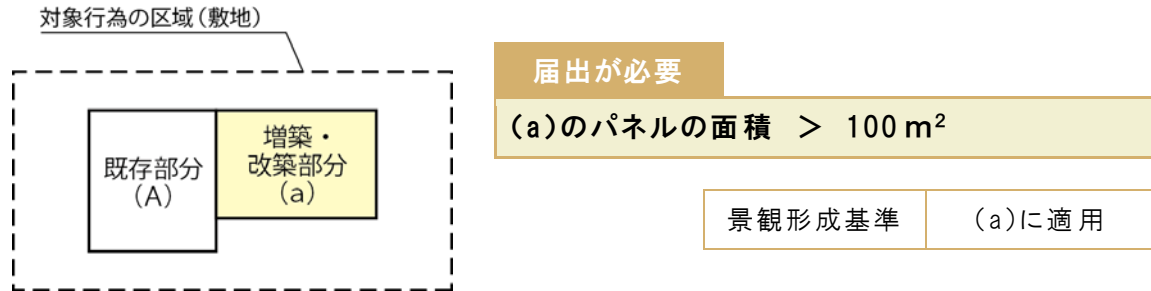 対象行為の区域（敷地）
既存部分
（A）
増築・
改築部分
（a）
届出が必要
（a）のパネルの面積 ＞ 100㎡
景観形成基準
（a）に適用